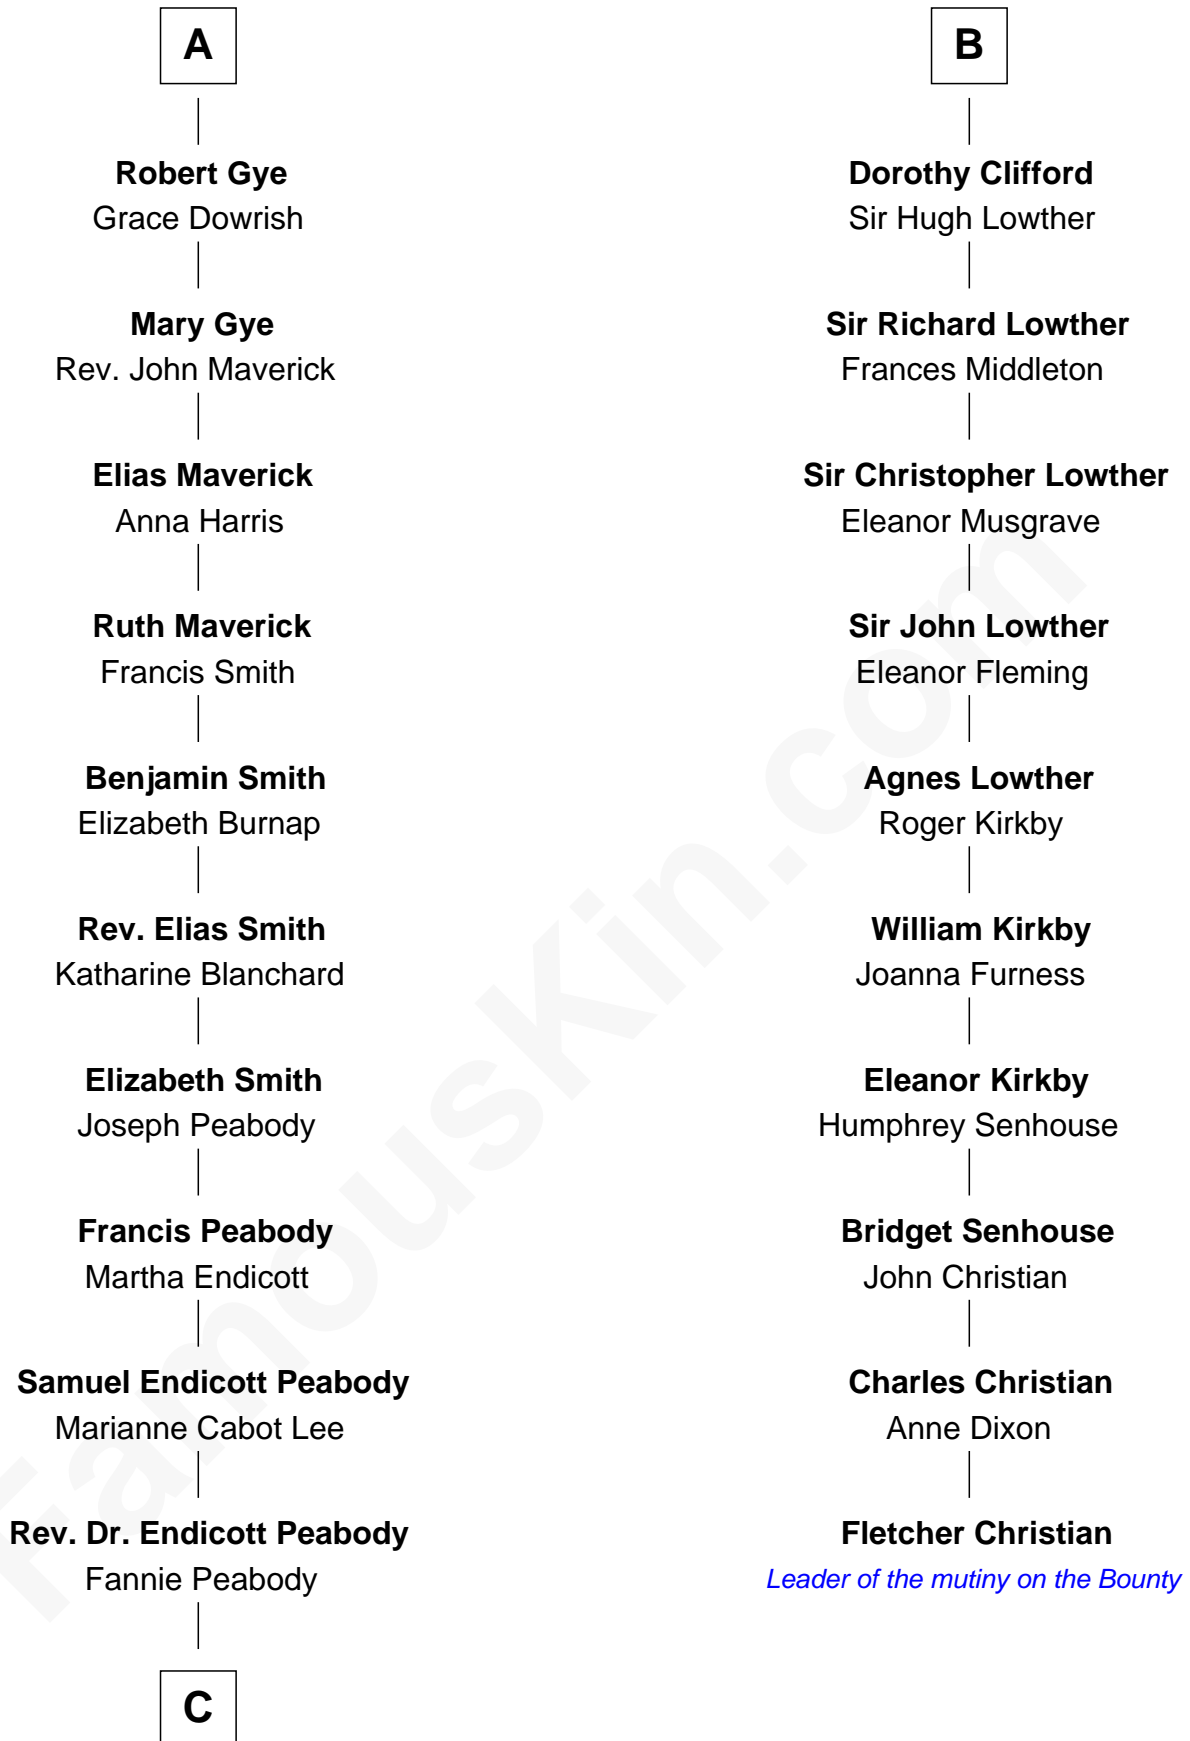 A
Robert Gye
Grace Dowrish
Mary Gye
Rev. John Maverick
Elias Maverick
Anna Harris
Ruth Maverick
Francis Smith
Benjamin Smith
Elizabeth Burnap
Rev. Elias Smith
Katharine Blanchard
Elizabeth Smith
Joseph Peabody
Francis Peabody
Martha Endicott
Samuel Endicott Peabody
Marianne Cabot Lee
Rev. Dr. Endicott Peabody
Fannie Peabody
C
B
Dorothy Clifford
Sir Hugh Lowther
Sir Richard Lowther
Frances Middleton
Sir Christopher Lowther
Eleanor Musgrave
Sir John Lowther
Eleanor Fleming
Agnes Lowther
Roger Kirkby
William Kirkby
Joanna Furness
Eleanor Kirkby
Humphrey Senhouse
Bridget Senhouse
John Christian
Charles Christian
Anne Dixon
Fletcher Christian
Leader of the mutiny on the Bounty
FamousKin.com